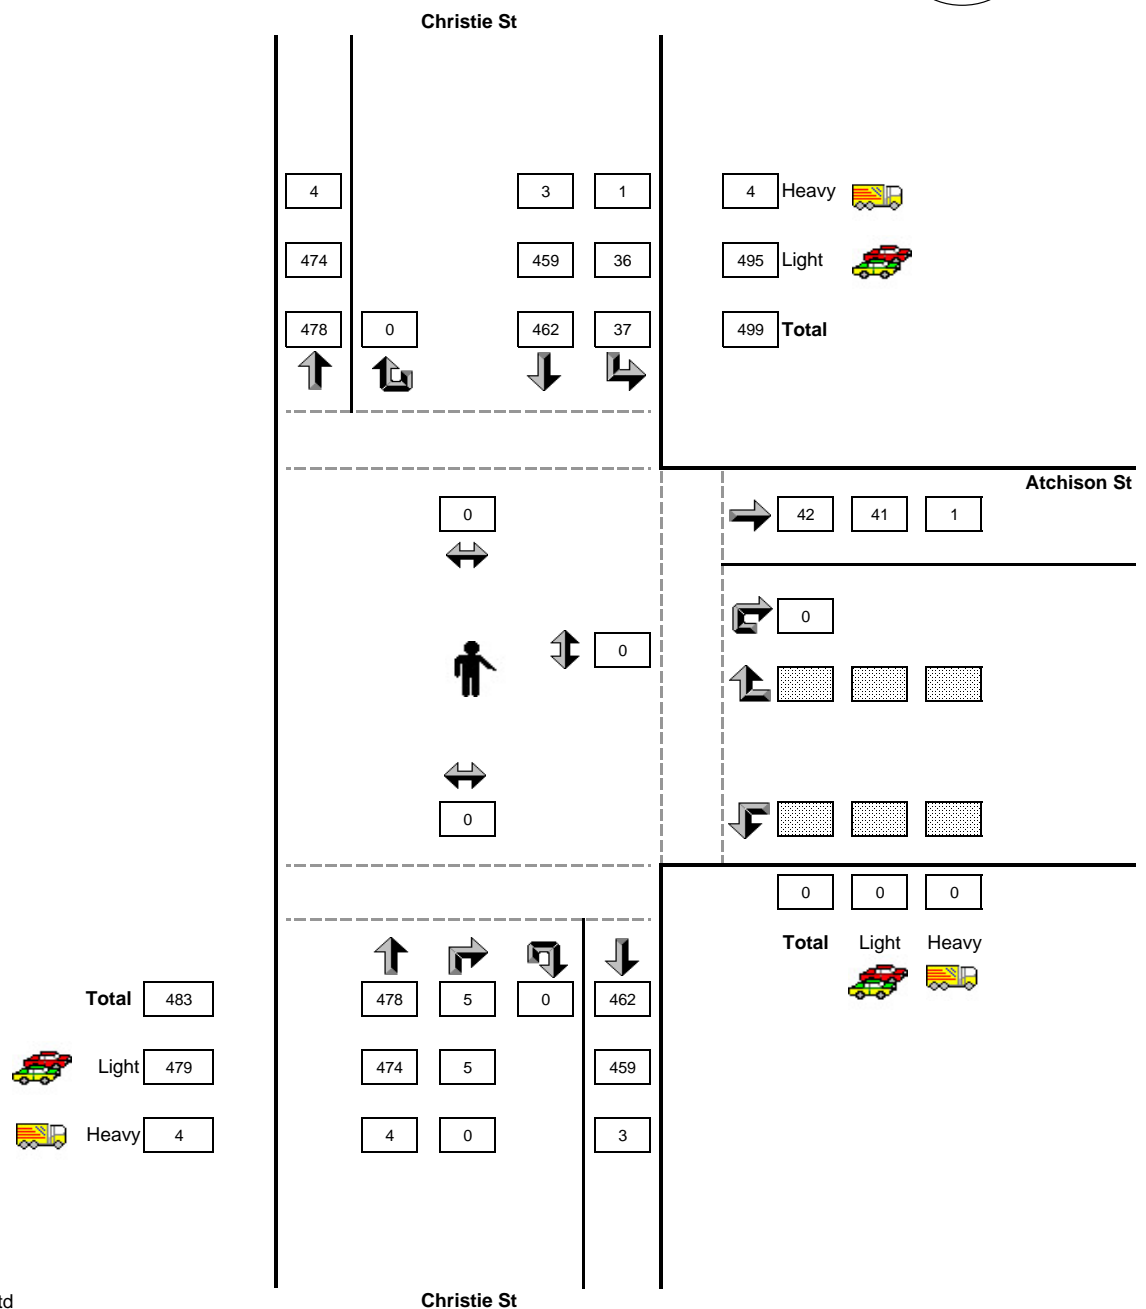 Christie St
4 3 1 4 Heavy
474 459 36 495 Light
478 0 462 37 499 Total
Atchison St
0 42 41 1
0
0
0
0 0 0
Total Light Heavy
Total 483 478 5 0 462
Light 479 474 5 459
Heavy 4 4 0 3
td Christie St